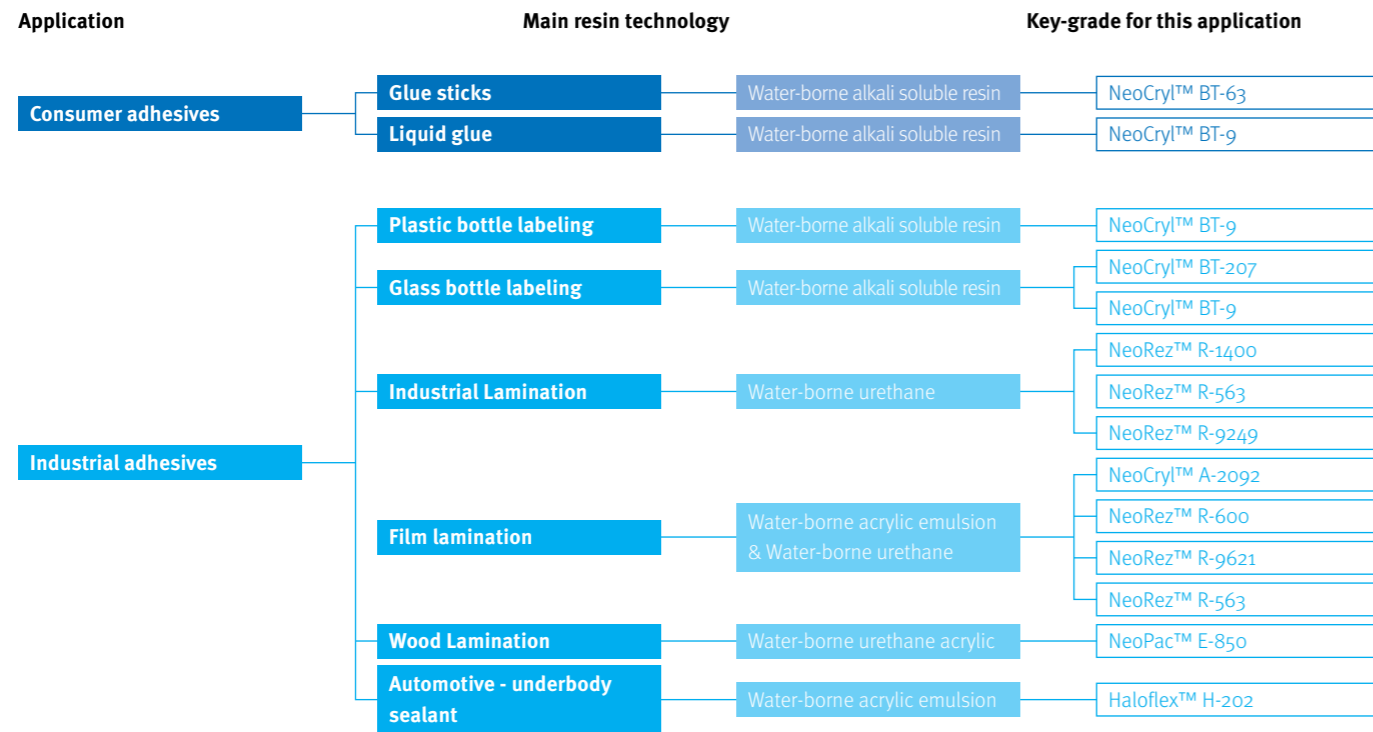 Application Main resin technology Key-grade for this application
Consumer adhesives
Glue sticks Water-borne alkali soluble resin NeoCryl™ BT-63
Liquid glue Water-borne alkali soluble resin NeoCryl™ BT-9
Industrial adhesives
Plastic bottle labeling Water-borne alkali soluble resin NeoCryl™ BT-9
Glass bottle labeling Water-borne alkali soluble resin
NeoCryl™ BT-207
NeoCryl™ BT-9
Industrial Lamination Water-borne urethane
NeoRez™ R-1400
NeoRez™ R-563
NeoRez™ R-9249
Film lamination
Water-borne acrylic emulsion
& Water-borne urethane
NeoCryl™ A-2092
NeoRez™ R-600
NeoRez™ R-9621
NeoRez™ R-563
Wood Lamination Water-borne urethane acrylic NeoPac™ E-850
Automotive - underbody
sealant
Water-borne acrylic emulsion Haloflex™ H-202